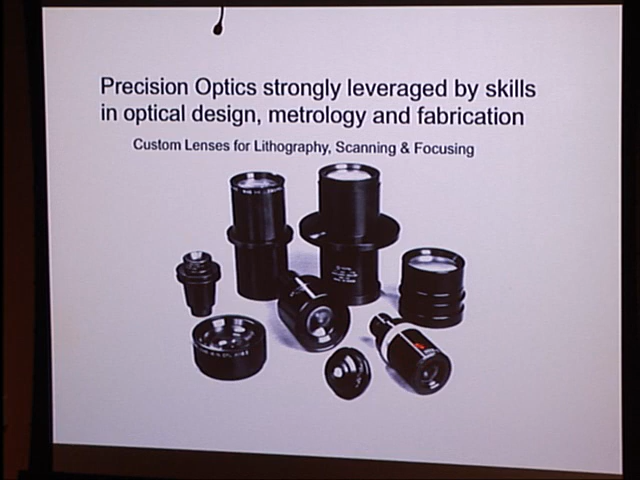 Precision Optics strongly leveraged by skills
in optical design, metrology and fabrication
Custom Lenses for Lithography, Scanning & Focusing